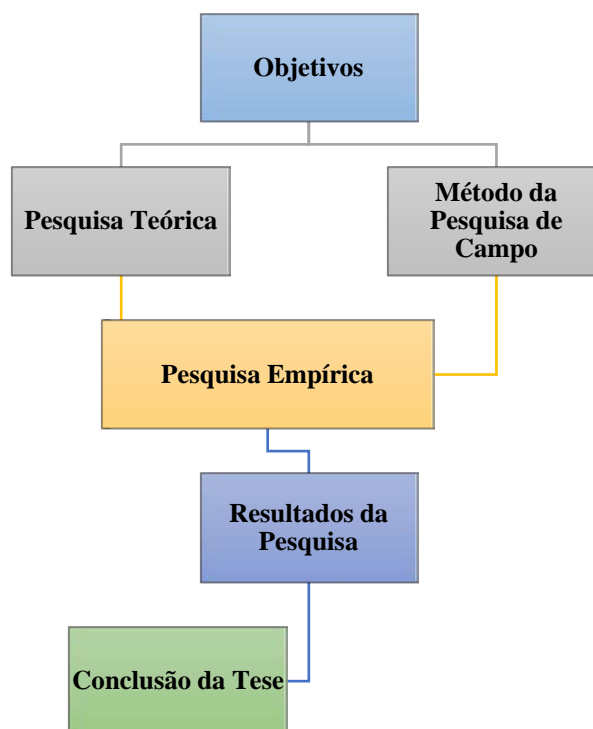 Objetivos
Pesquisa Teórica
Método da
Pesquisa de
Campo
Pesquisa Empírica
Resultados da
Pesquisa
Conclusão da Tese